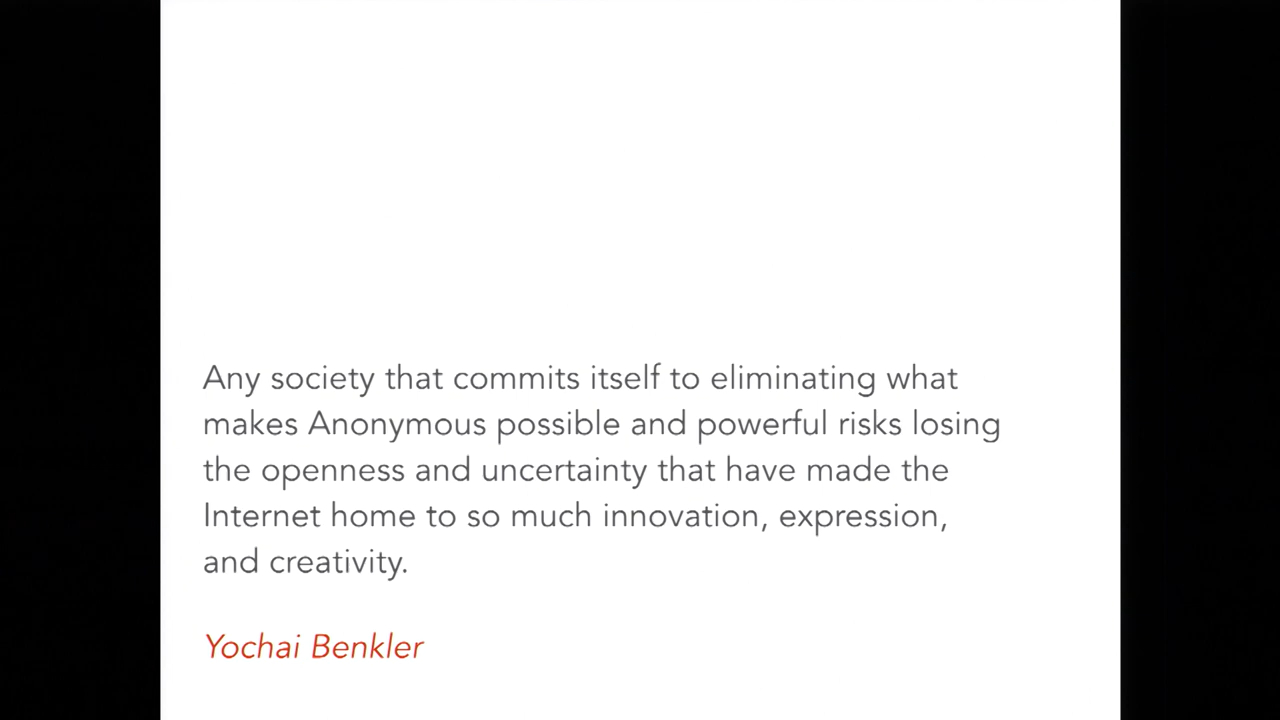 Any society that commits itself to eliminating what
makes Anonymous possible and powerful risks losing
the openness and uncertainty that have made the
Internet home to so much innovation, expression,
and creativity.
Yochai Benkler